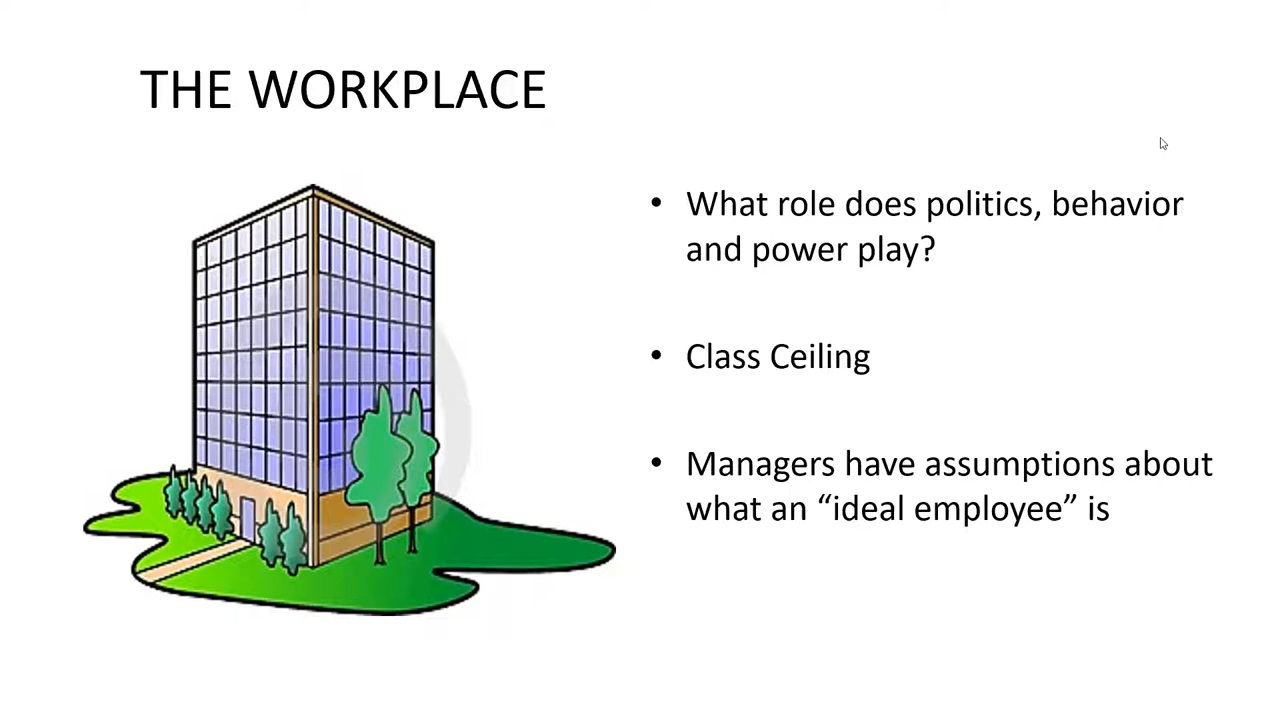 THE WORKPLACE
• What role does politics, behavior
and power play?
• Class Ceiling
• Managers have assumptions about
what an “ideal employee” is